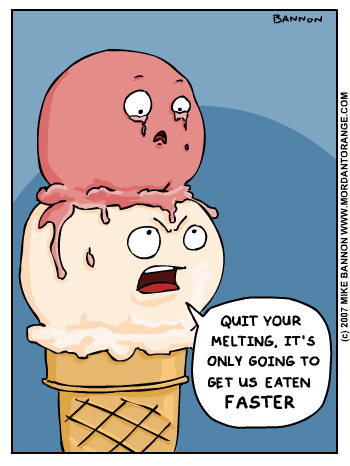 BANNON
QUIT YOUR
MELTING, IT'S
ONLY GOING TO
GET US EATEN
FASTER
(c) 2007 MIKE BANNON WWW.MORDANTORANGE.COM